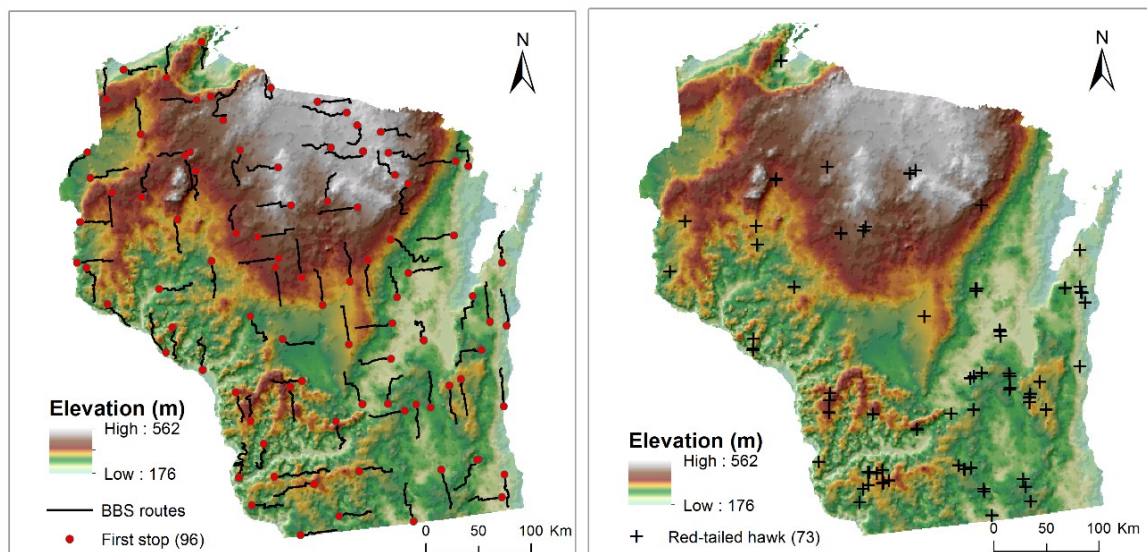 N
Elevation (m)
High : 562
Low : 176
BBS routes
First stop (96)
0 50 100 Km
N
Elevation (m)
High : 562
Low : 176
Red-tailed hawk (73)
0 50 100 Km